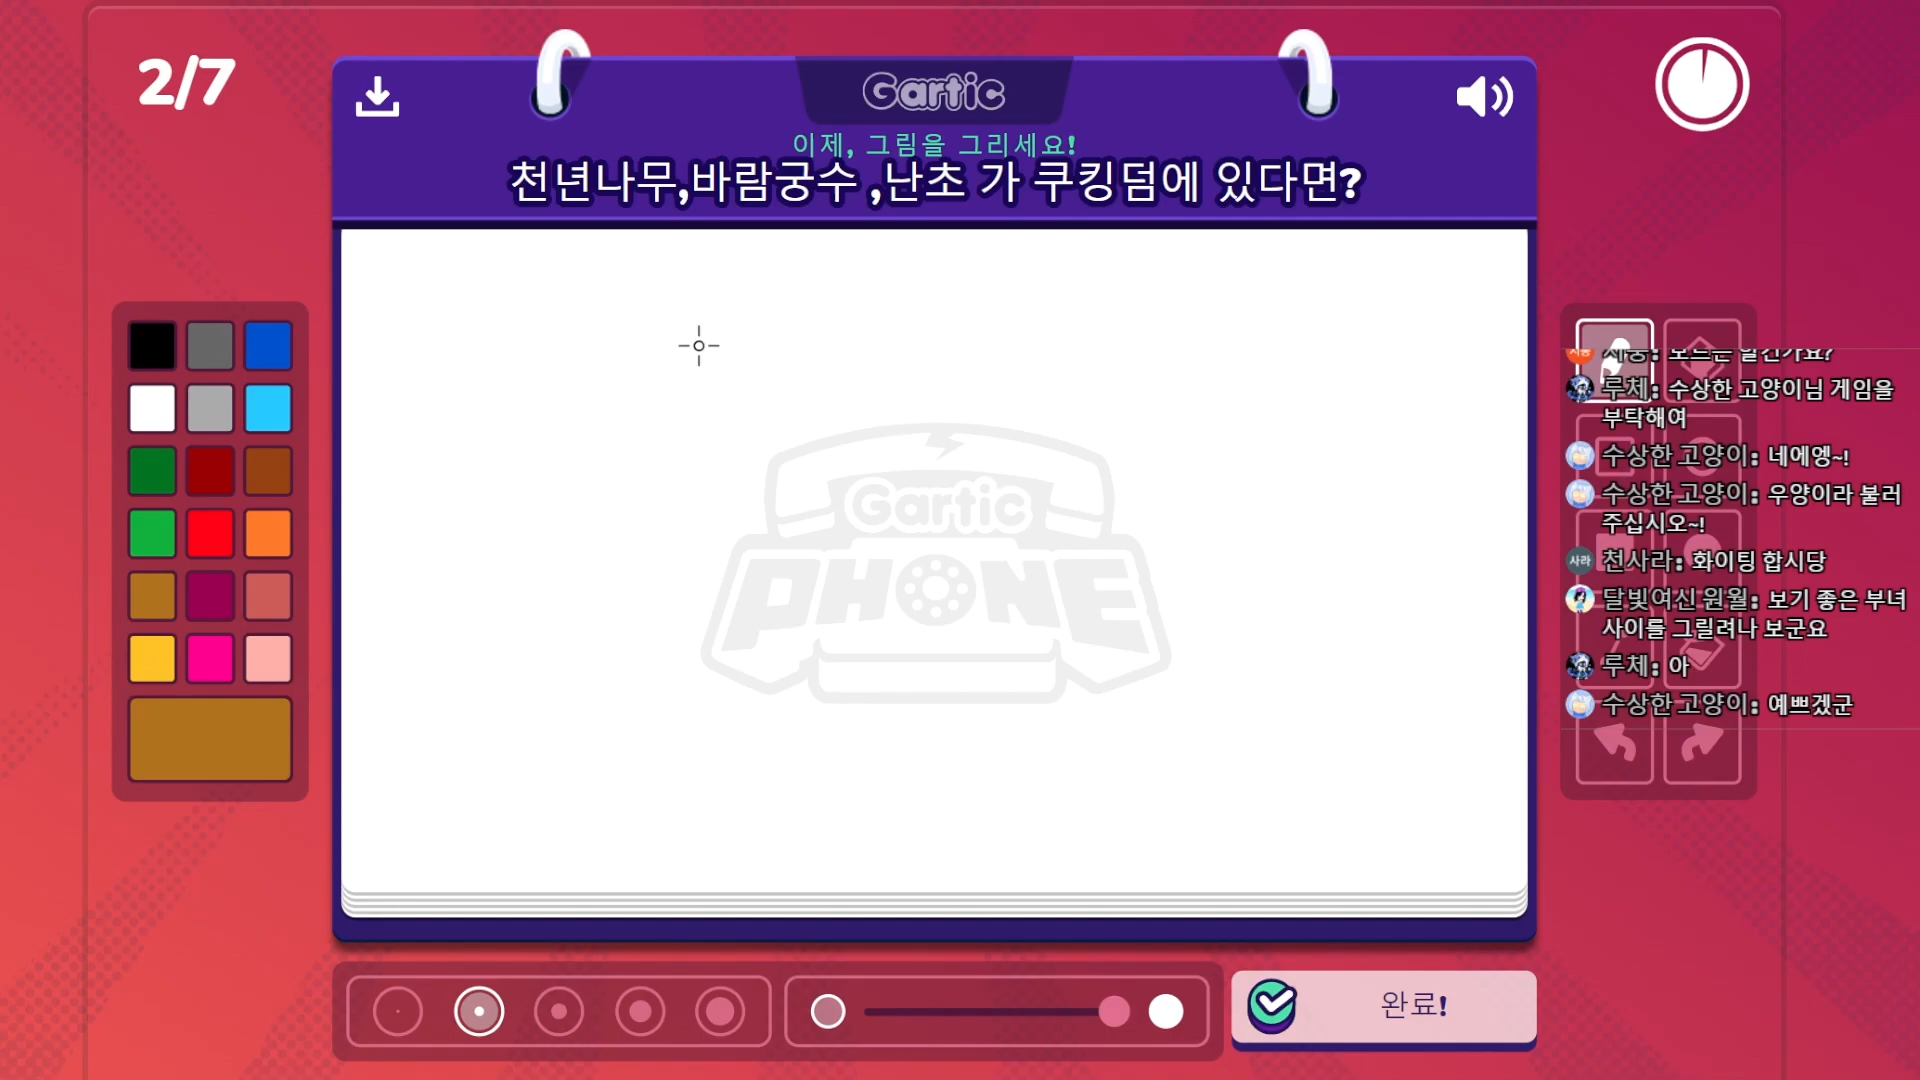 2/7
Gartic
이제, 그림을 그리세요!
천년나무,바람궁수 ,난초 가 쿠킹덤에 있다면?
Gartic
PHONE
루체: 수상한 고양이님 게임을
부탁해여
수상한 고양이: 네에엥~!
수상한 고양이: 우양이라 불러
주십시오~!
사라 천사라: 화이팅 합시당
달빛여신 원월: 보기 좋은 부녀
사이를 그릴려나 보군요
루체: 아
수상한 고양이: 예쁘겠군
완료!